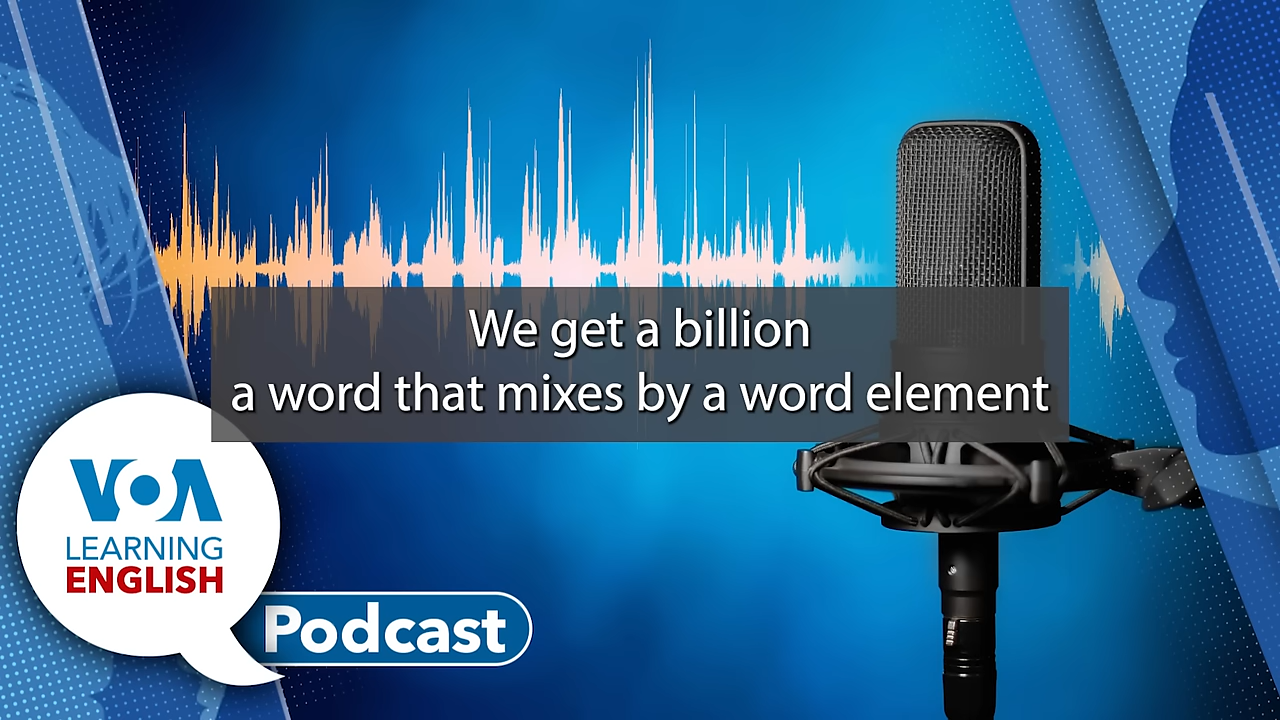 We get a billion
a word that mixes by a word element
VOA
LEARNING
ENGLISH
Podcast